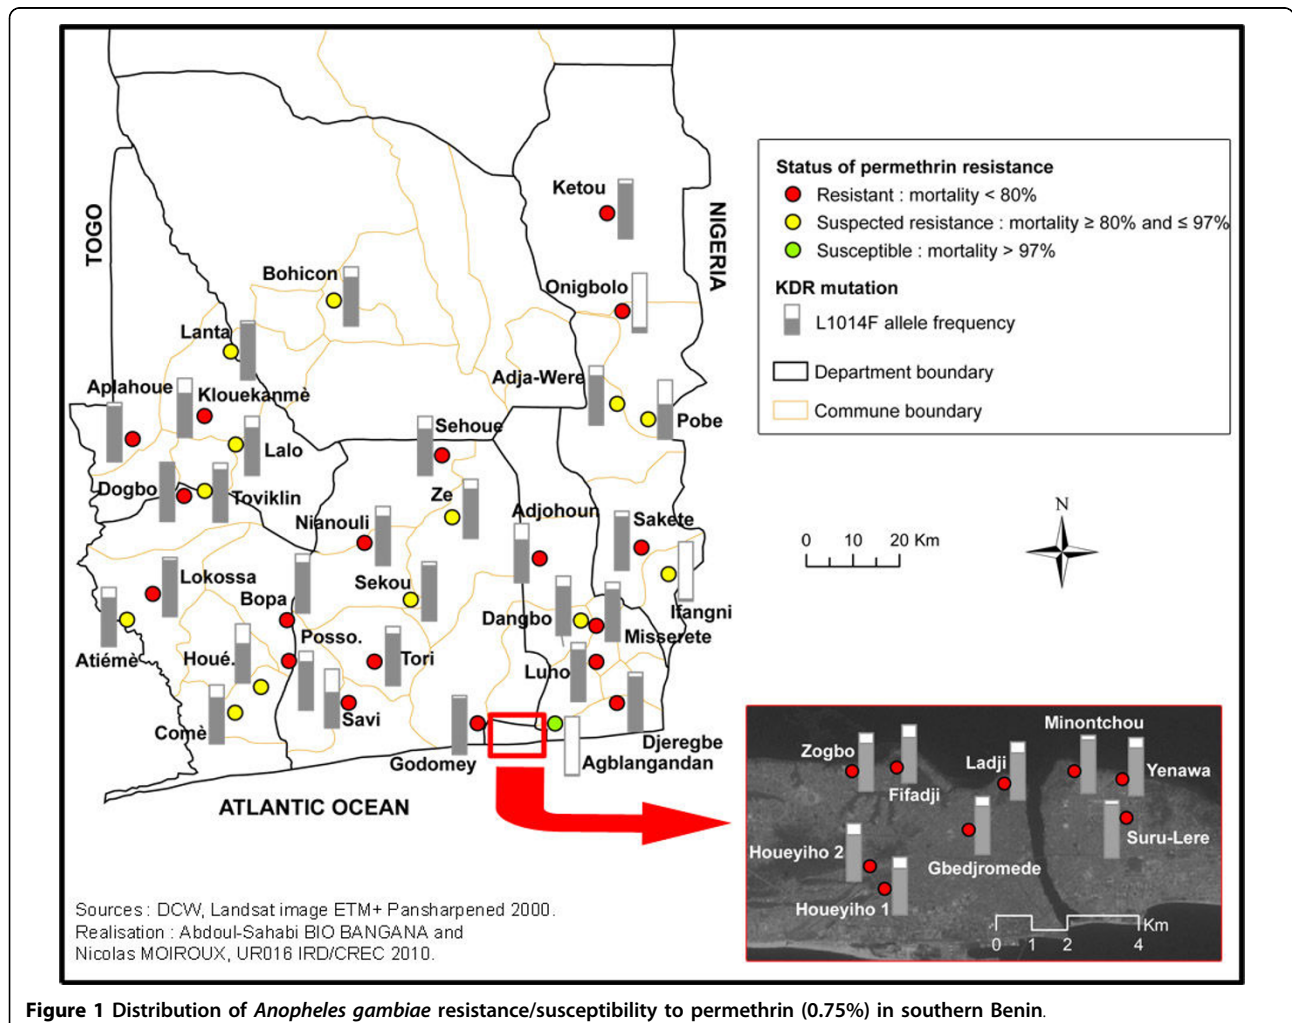 Status of permethrin resistance
Resistant : mortality < 80%
Suspected resistance : mortality ≥ 80% and ≤ 97%
Susceptible : mortality > 97%
KDR mutation
L1014F allele frequency
Department boundary
Commune boundary
TOGO
NIGERIA
Ketou
Bohicon
Onigbolo
Lanta
Aplahoue
Klouekanmè
Adja-Were
Pobe
Sehoue
Lalo
Dogbo
Toviklin
Ze
Nianouli
Adjohoun
Sakete
Lokossa
Bopa
Sekou
Ifangni
Dangbo
Misserete
Atiémè
Houé.
Posso.
Tori
Luho
Comè
Savi
Godomey
Djeregbe
Agblangandan
ATLANTIC OCEAN
0 10 20 Km
N
Minontchou
Zogbo
Ladji
Yenawa
Fifadji
Suru-Lere
Houeyiho 2
Gbedjromede
Houeyiho 1
Km
0 1 2 4
Sources : DCW, Landsat image ETM+ Pansharpened 2000.
Realisation : Abdoul-Sahabi BIO BANGANA and
Nicolas MOIROUX, UR016 IRD/CREC 2010.
Figure 1 Distribution of Anopheles gambiae resistance/susceptibility to permethrin (0.75%) in southern Benin.